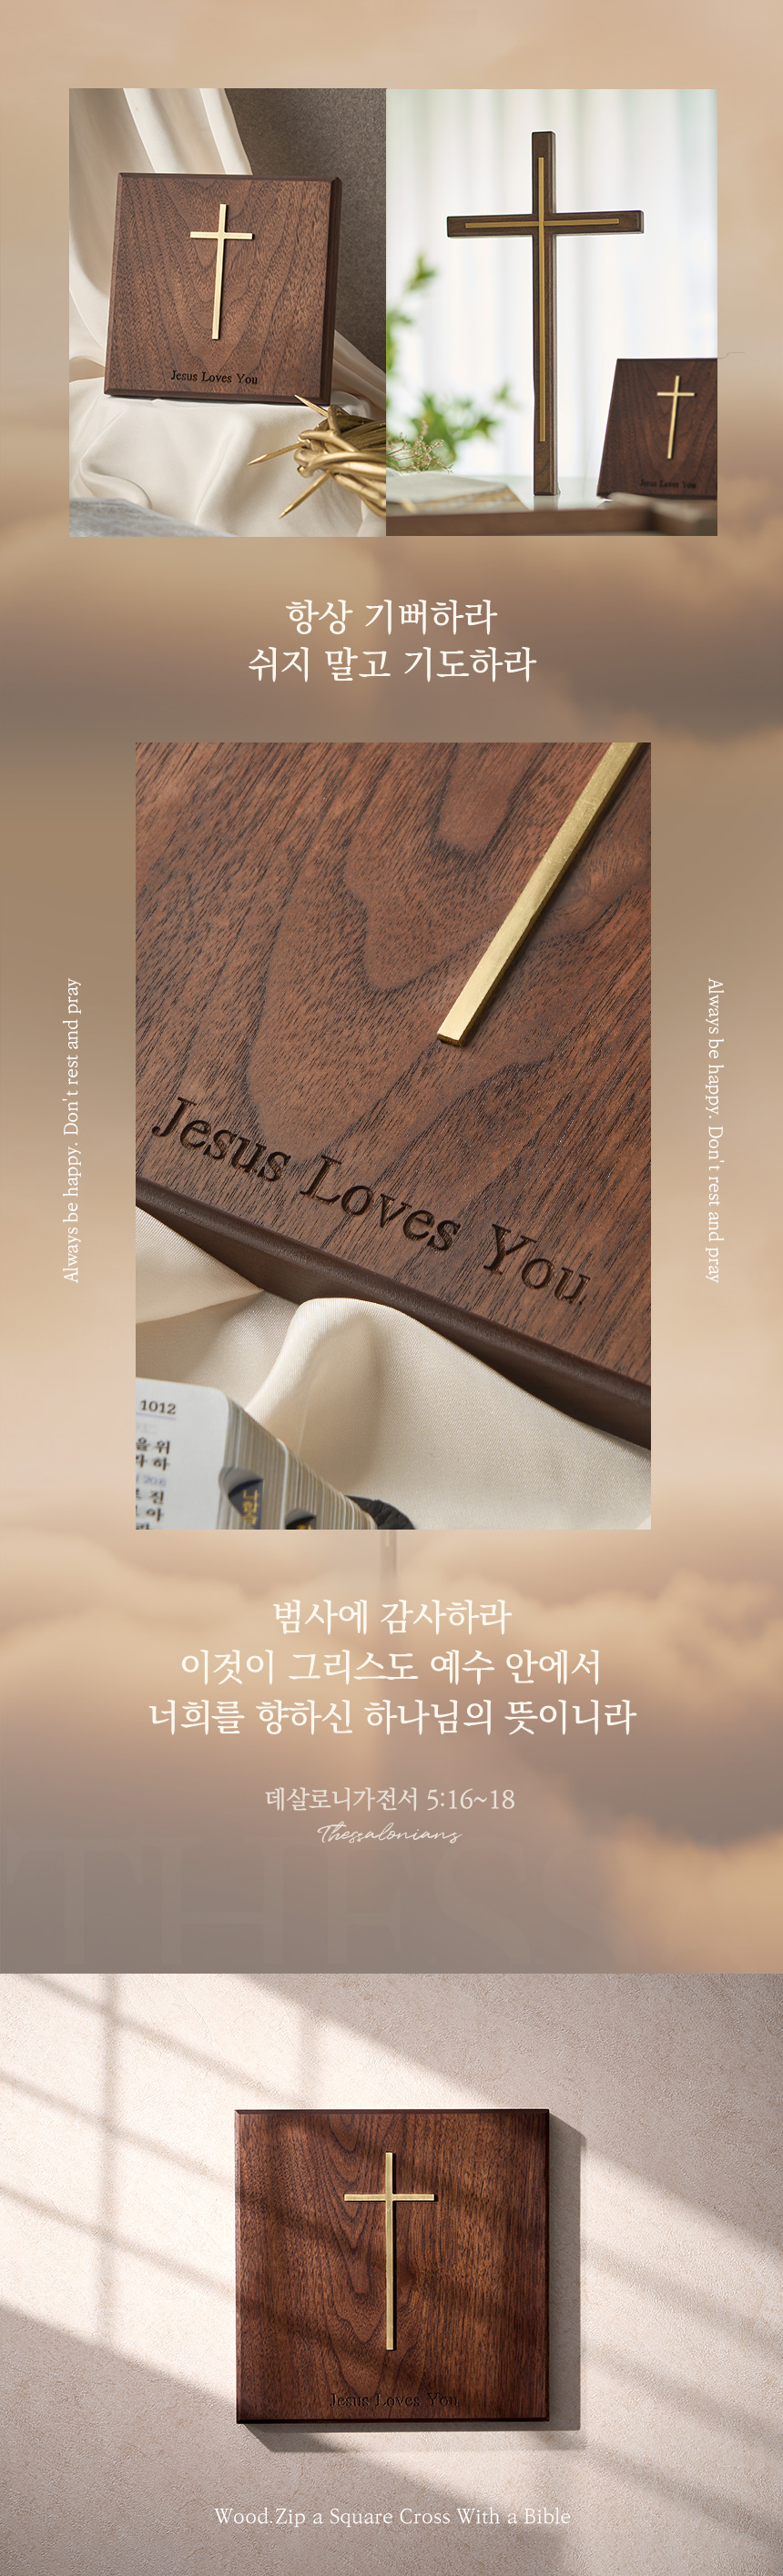 Jesus Loves You
Jesus Loves You
항상 기뻐하라
쉬지 말고 기도하라
Always be happy. Don't rest and pray
Always be happy. Don't rest and pray
Jesus Loves You
1012
범사에 감사하라
이것이 그리스도 예수 안에서
너희를 향하신 하나님의 뜻이니라
데살로니가전서 5:16~18
Thessalonians
THESS
Jesus Loves You
Wood.Zip a Square Cross With a Bible